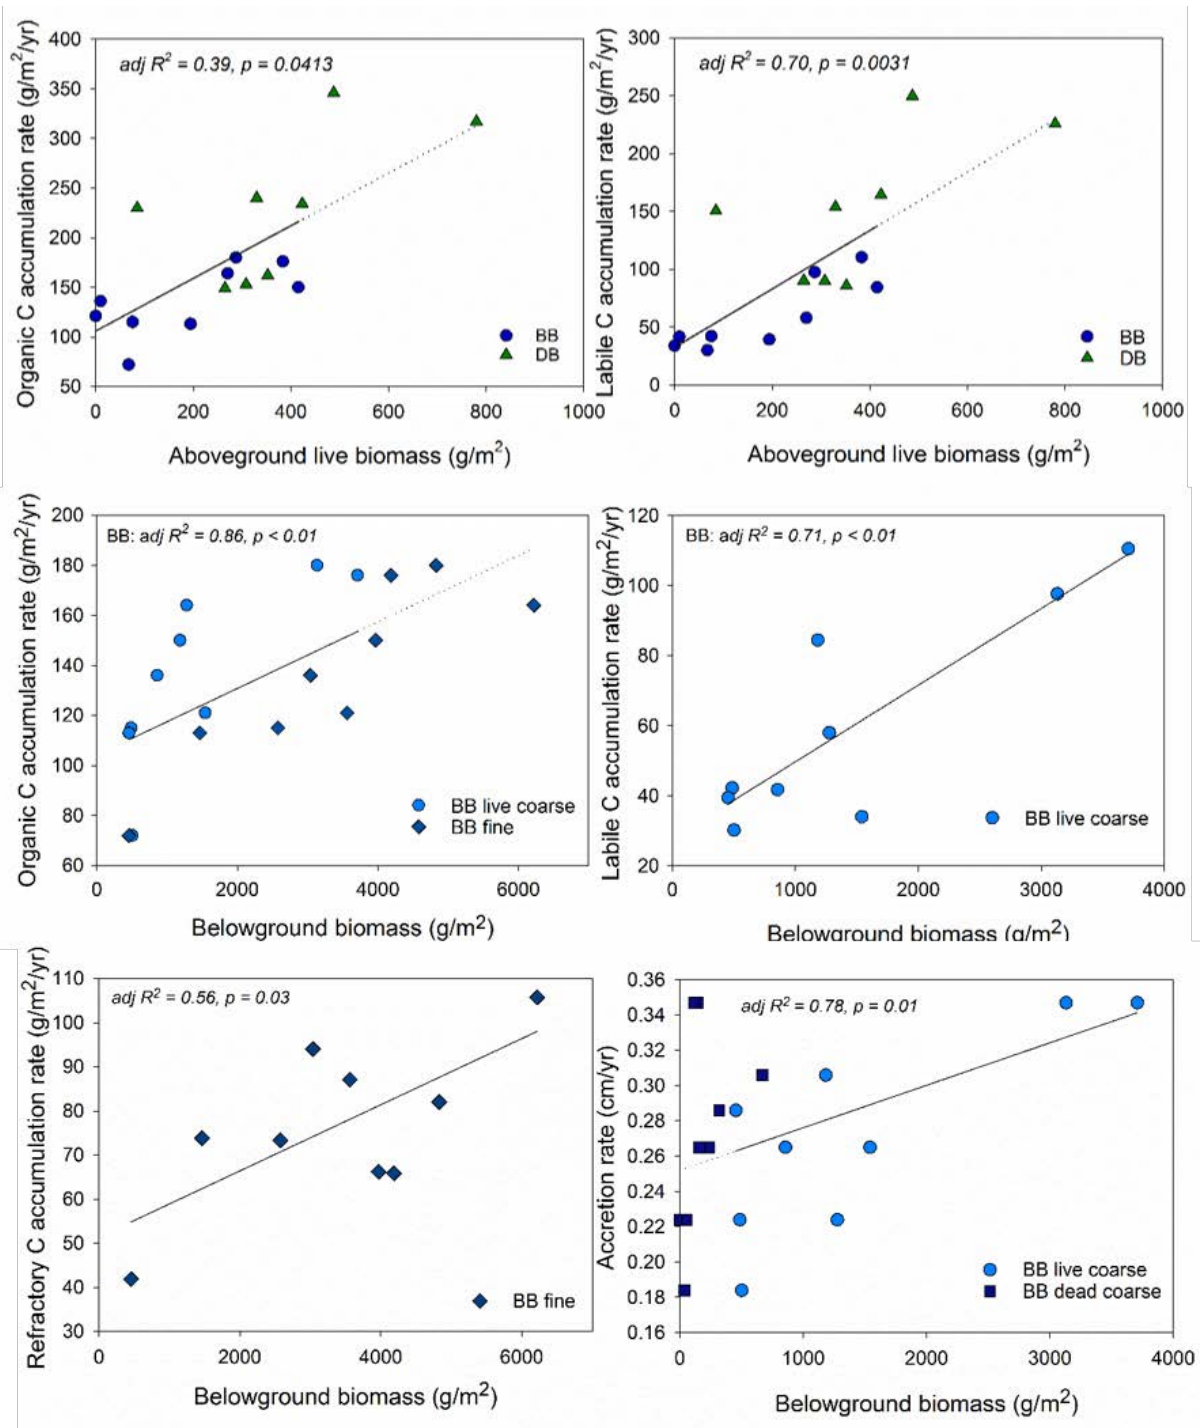 Organic C accumulation rate (g/m²/yr)
400
350
300
250
200
150
100
50
adj R² = 0.39, p = 0.0413
BB
DB
0 200 400 600 800 1000
Aboveground live biomass (g/m²)
Labile C accumulation rate (g/m²/yr)
300
250
200
150
100
50
0
adj R² = 0.70, p = 0.0031
BB
DB
0 200 400 600 800 1000
Aboveground live biomass (g/m²)
Organic C accumulation rate (g/m²/yr)
200
180
160
140
120
100
80
60
BB: adj R² = 0.86, p < 0.01
BB live coarse
BB fine
0 2000 4000 6000
Belowground biomass (g/m²)
Labile C accumulation rate (g/m²/yr)
120
100
80
60
40
20
BB: adj R² = 0.71, p < 0.01
BB live coarse
0 1000 2000 3000 4000
Belowground biomass (g/m²)
Refractory C accumulation rate (g/m²/yr)
110
100
90
80
70
60
50
40
30
adj R² = 0.56, p = 0.03
BB fine
0 2000 4000 6000
Belowground biomass (g/m²)
Accretion rate (cm/yr)
0.36
0.34
0.32
0.30
0.28
0.26
0.24
0.22
0.20
0.18
0.16
adj R² = 0.78, p = 0.01
BB live coarse
BB dead coarse
0 1000 2000 3000 4000
Belowground biomass (g/m²)